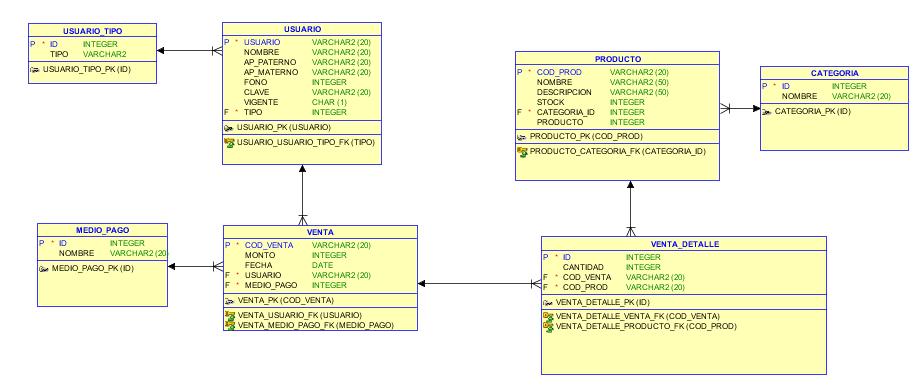 USUARIO_TIPO
P * ID INTEGER
TIPO VARCHAR2
USUARIO_TIPO_PK (ID)
USUARIO
P * USUARIO VARCHAR2 (20)
NOMBRE VARCHAR2 (20)
AP_PATERNO VARCHAR2 (20)
AP_MATERNO VARCHAR2 (20)
FONO INTEGER
CLAVE VARCHAR2 (20)
VIGENTE CHAR (1)
F * TIPO INTEGER
USUARIO_PK (USUARIO)
USUARIO_USUARIO_TIPO_FK (TIPO)
PRODUCTO
P * COD_PROD VARCHAR2 (20)
NOMBRE VARCHAR2 (50)
DESCRIPCION VARCHAR2 (50)
STOCK INTEGER
F * CATEGORIA_ID INTEGER
PRODUCTO INTEGER
PRODUCTO_PK (COD_PROD)
PRODUCTO_CATEGORIA_FK (CATEGORIA_ID)
CATEGORIA
P * ID INTEGER
NOMBRE VARCHAR2 (20)
CATEGORIA_PK (ID)
MEDIO_PAGO
P * ID INTEGER
NOMBRE VARCHAR2 (20)
MEDIO_PAGO_PK (ID)
VENTA
P * COD_VENTA VARCHAR2 (20)
MONTO INTEGER
FECHA DATE
F * USUARIO VARCHAR2 (20)
F * MEDIO_PAGO INTEGER
VENTA_PK (COD_VENTA)
VENTA_USUARIO_FK (USUARIO)
VENTA_MEDIO_PAGO_FK (MEDIO_PAGO)
VENTA_DETALLE
P * ID INTEGER
CANTIDAD INTEGER
F * COD_VENTA VARCHAR2 (20)
F * COD_PROD VARCHAR2 (20)
VENTA_DETALLE_PK (ID)
VENTA_DETALLE_VENTA_FK (COD_VENTA)
VENTA_DETALLE_PRODUCTO_FK (COD_PROD)